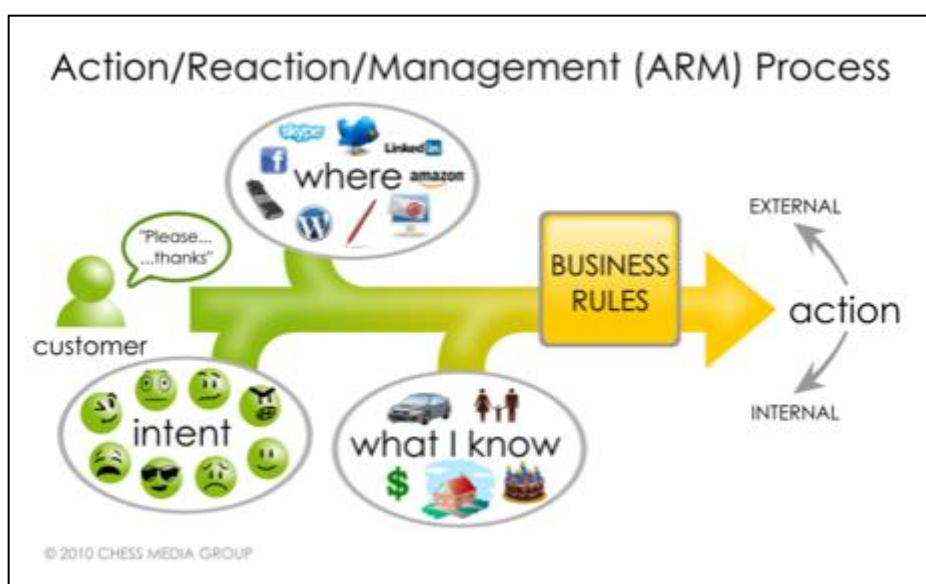 Action/Reaction/Management (ARM) Process
skype
LinkedIn
f
where
amazon
W
"Please...
...thanks"
customer
intent
what I know
$
BUSINESS
RULES
EXTERNAL
action
INTERNAL
© 2010 CHESS MEDIA GROUP